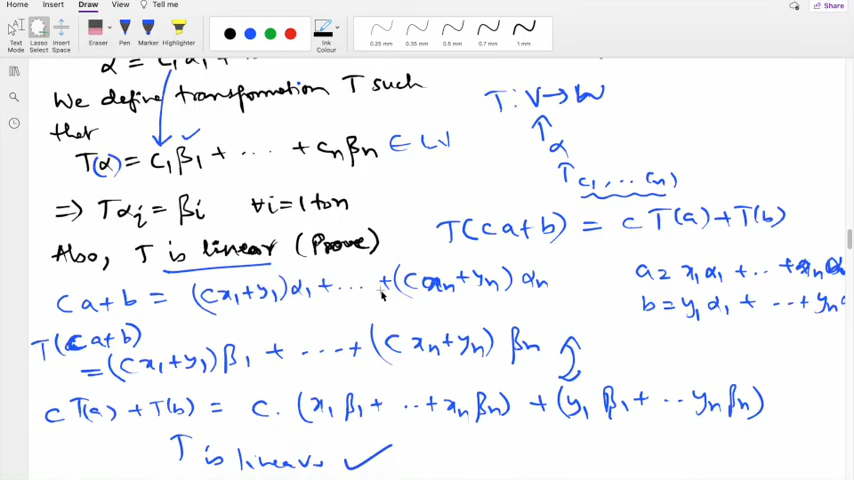 Home Insert Draw View Tell me Share
Text Mode Lasso Select Insert Space Eraser Pen Marker Highlighter Ink Colour 0.25 mm 0.35 mm 0.5 mm 0.7 mm 1 mm
α = C₁α₁ + ...
We define transformation T such
that
T(α) = C₁β₁ + ... + Cnβn ∈ W
=> Tαi = βi ∀i=1 to n
Also, T is linear (Prove)
T: V → W
α
C₁, ... Cn)
T(ca+b) = cT(a)+T(b)
a = x₁α₁ + ... + xnα
b = y₁α₁ + ... + yn
ca+b = (cx₁+y₁)α₁ + ... + (cxn+yn)αn
T(ca+b)
= (cx₁+y₁)β₁ + ... + (cxn+yn)βn
cT(a)+T(b) = c.(x₁β₁ + ... + xnβn) + (y₁β₁ + ... ynβn)
T is linear ✓